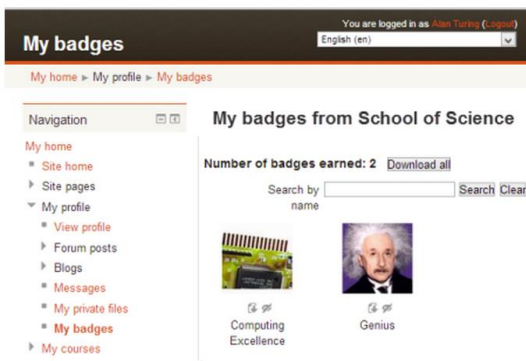 You are logged in as Alan Turing (Logout)
My badges
English (en)
My home ► My profile ► My badges
Navigation
My home
Site home
Site pages
My profile
View profile
Forum posts
Blogs
Messages
My private files
My badges
My courses
My badges from School of Science
Number of badges earned: 2 Download all
Search by Search Clear
name
Computing
Excellence
Genius